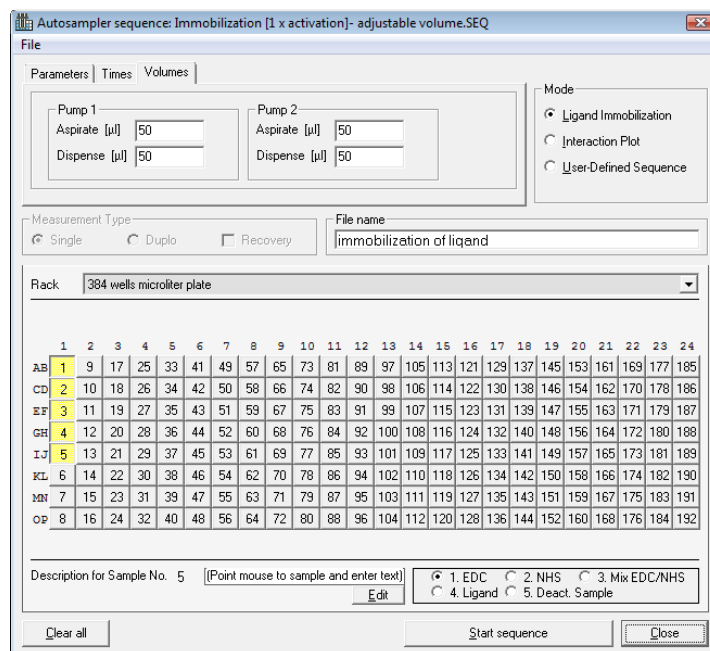 Autosampler sequence: Immobilization [1 x activation]- adjustable volume.SEQ
File
Parameters Times Volumes
Pump 1
Aspirate [µl] 50
Dispense [µl] 50
Pump 2
Aspirate [µl] 50
Dispense [µl] 50
Mode
Ligand Immobilization
Interaction Plot
User-Defined Sequence
Measurement Type
Single Duplo Recovery
File name
immobilization of ligand
Rack 384 wells microliter plate
1 2 3 4 5 6 7 8 9 10 11 12 13 14 15 16 17 18 19 20 21 22 23 24
AB 1 9 17 25 33 41 49 57 65 73 81 89 97 105 113 121 129 137 145 153 161 169 177 185
CD 2 10 18 26 34 42 50 58 66 74 82 90 98 106 114 122 130 138 146 154 162 170 178 186
EF 3 11 19 27 35 43 51 59 67 75 83 91 99 107 115 123 131 139 147 155 163 171 179 187
GH 4 12 20 28 36 44 52 60 68 76 84 92 100 108 116 124 132 140 148 156 164 172 180 188
IJ 5 13 21 29 37 45 53 61 69 77 85 93 101 109 117 125 133 141 149 157 165 173 181 189
KL 6 14 22 30 38 46 54 62 70 78 86 94 102 110 118 126 134 142 150 158 166 174 182 190
MN 7 15 23 31 39 47 55 63 71 79 87 95 103 111 119 127 135 143 151 159 167 175 183 191
OP 8 16 24 32 40 48 56 64 72 80 88 96 104 112 120 128 136 144 152 160 168 176 184 192
Description for Sample No. 5 (Point mouse to sample and enter text)
Edit
1. EDC 2. NHS 3. Mix EDC/NHS
4. Ligand 5. Deact. Sample
Clear all Start sequence Close